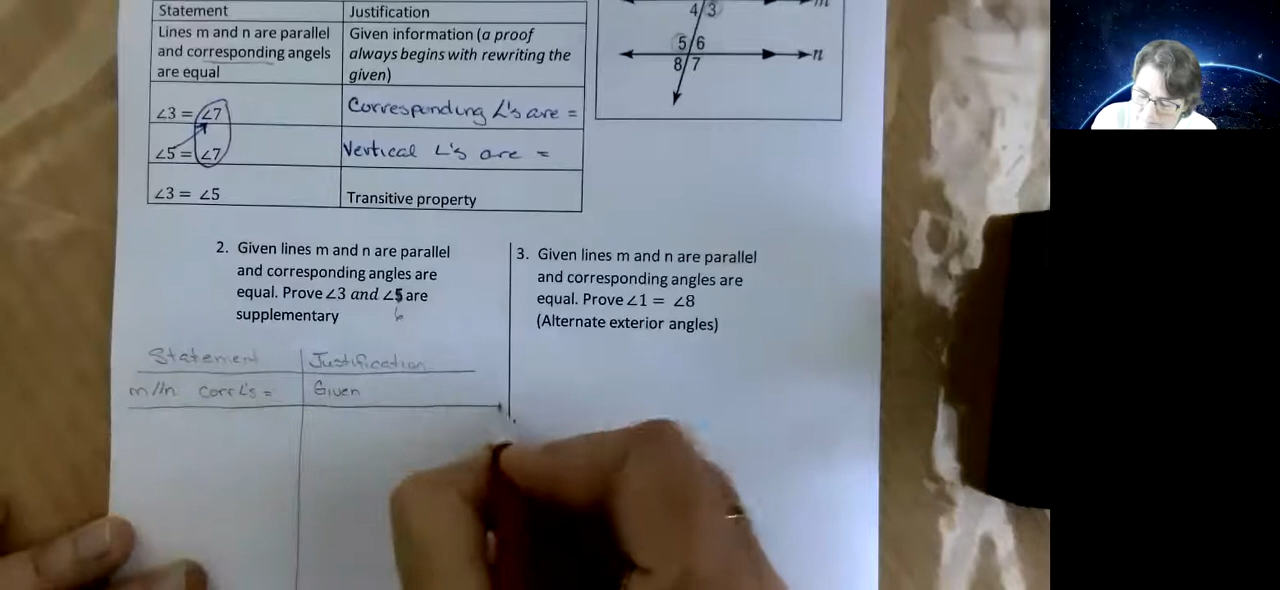 Statement Justification
Lines m and n are parallel Given information (a proof
and corresponding angels always begins with rewriting the
are equal given)
∠3 = ∠7 Corresponding ∠'s are =
∠5 = ∠7 Vertical ∠'s are =
∠3 = ∠5 Transitive property
4 3 m
5 6
n
8 7
2. Given lines m and n are parallel
and corresponding angles are
equal. Prove ∠3 and ∠5 are
6
supplementary
3. Given lines m and n are parallel
and corresponding angles are
equal. Prove ∠1 = ∠8
(Alternate exterior angles)
Statement Justification
m//n corr ∠'s = Given